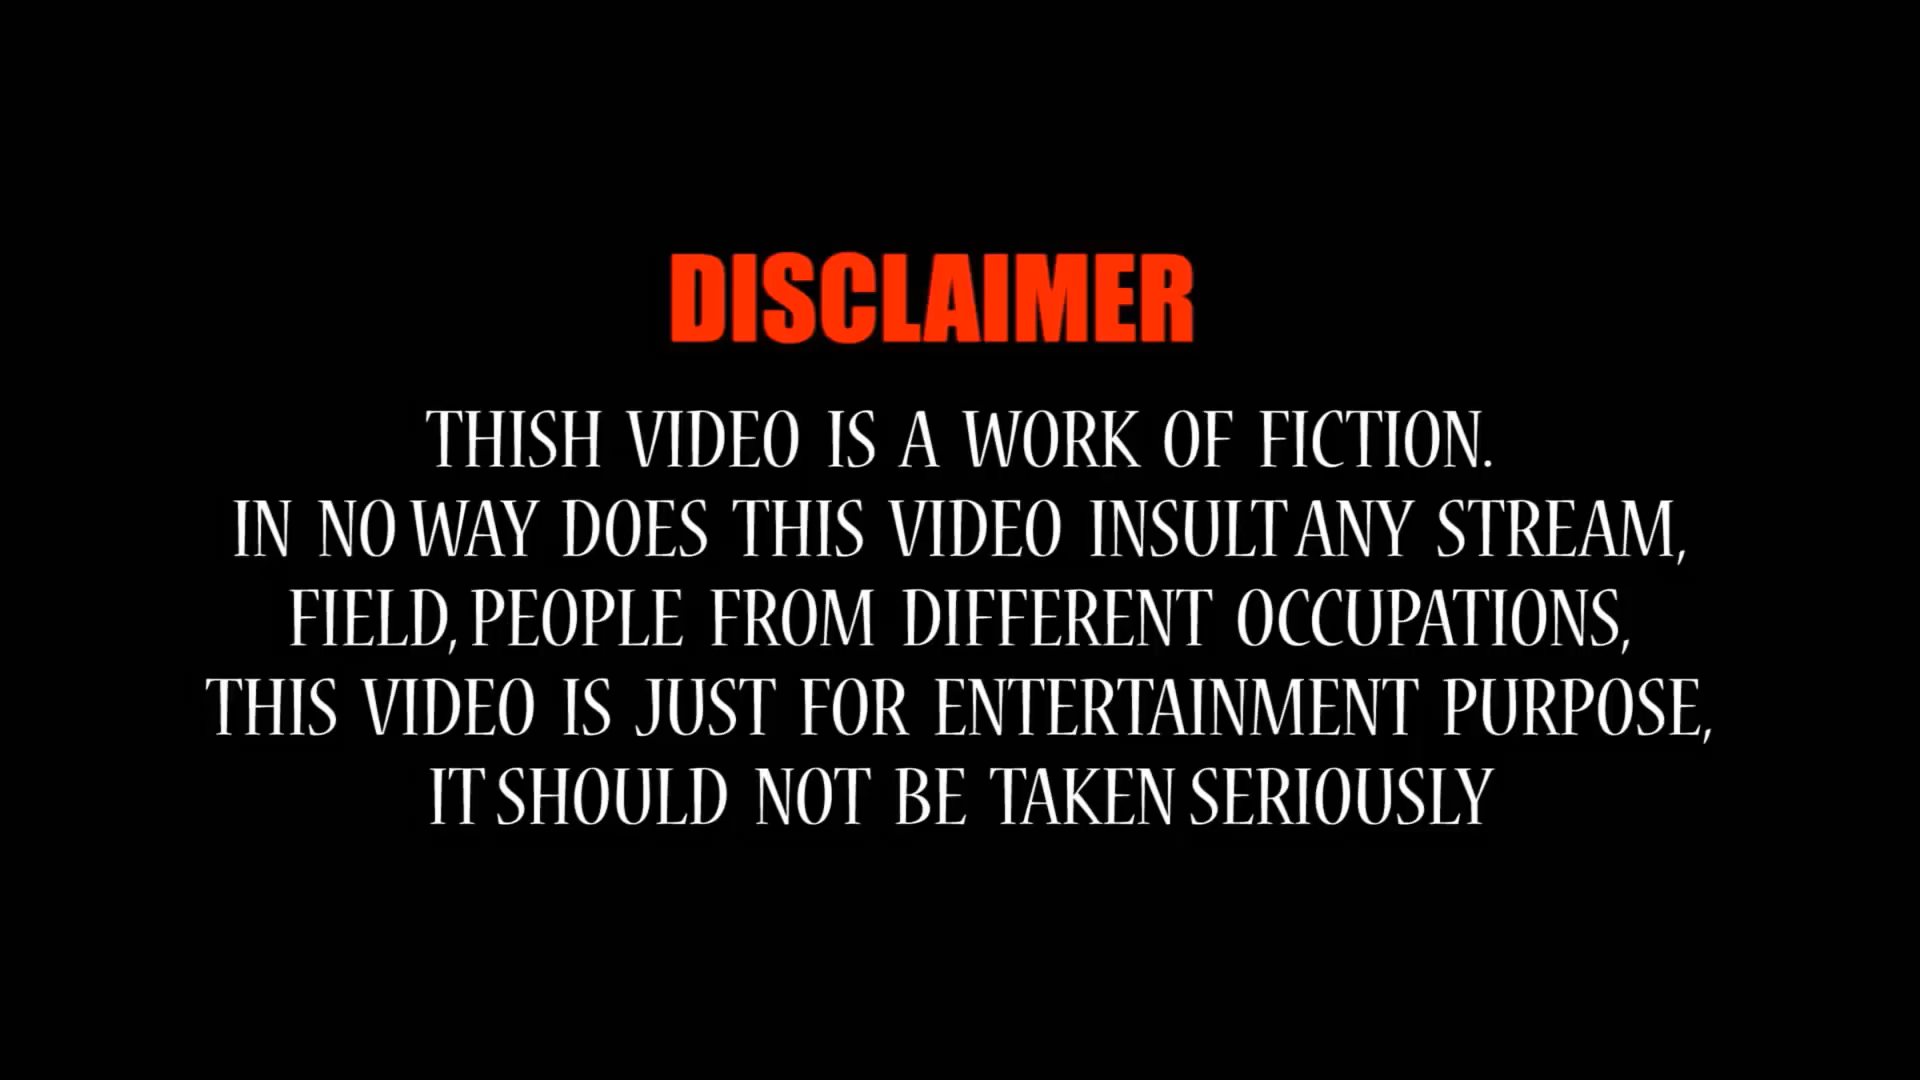 DISCLAIMER
THISH VIDEO IS A WORK OF FICTION.
IN NO WAY DOES THIS VIDEO INSULT ANY STREAM,
FIELD, PEOPLE FROM DIFFERENT OCCUPATIONS,
THIS VIDEO IS JUST FOR ENTERTAINMENT PURPOSE,
IT SHOULD NOT BE TAKEN SERIOUSLY